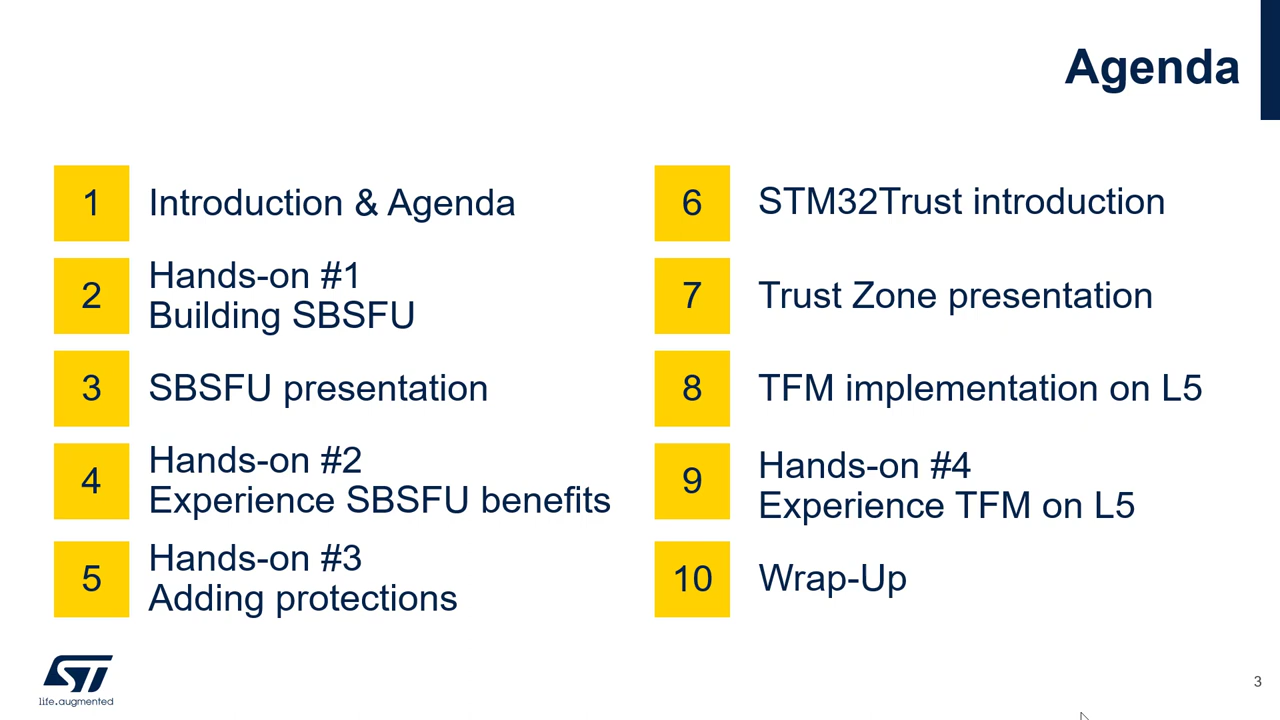 Agenda
1
Introduction & Agenda
2
Hands-on #1
Building SBSFU
3
SBSFU presentation
4
Hands-on #2
Experience SBSFU benefits
5
Hands-on #3
Adding protections
6
STM32Trust introduction
7
Trust Zone presentation
8
TFM implementation on L5
9
Hands-on #4
Experience TFM on L5
10
Wrap-Up
ST
life.augmented
3